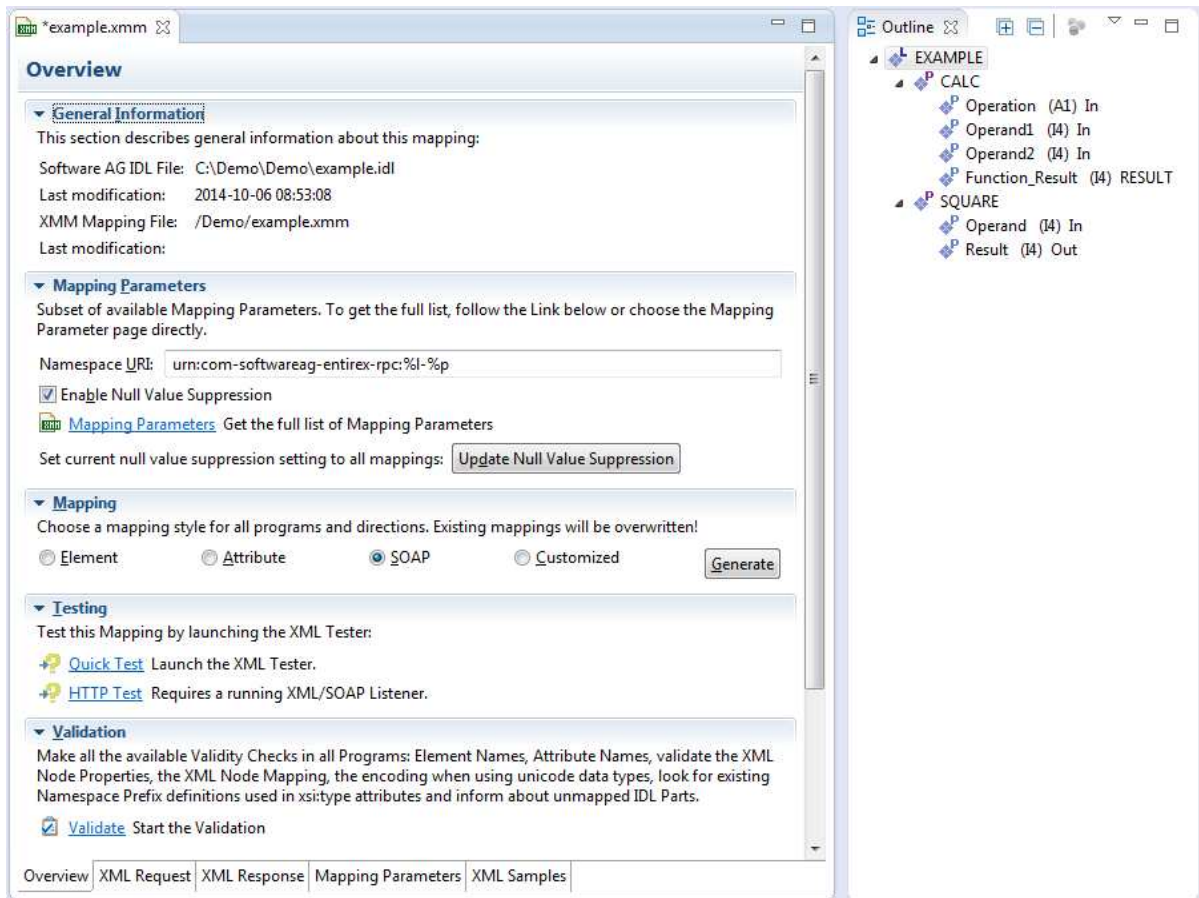 *example.xmm
Overview
General Information
This section describes general information about this mapping:
Software AG IDL File: C:\Demo\Demo\example.idl
Last modification: 2014-10-06 08:53:08
XMM Mapping File: /Demo/example.xmm
Last modification:
Mapping Parameters
Subset of available Mapping Parameters. To get the full list, follow the Link below or choose the Mapping
Parameter page directly.
Namespace URI: urn:com-softwareag-entirex-rpc:%l-%p
Enable Null Value Suppression
Mapping Parameters Get the full list of Mapping Parameters
Set current null value suppression setting to all mappings: Update Null Value Suppression
Mapping
Choose a mapping style for all programs and directions. Existing mappings will be overwritten!
Element Attribute SOAP Customized Generate
Testing
Test this Mapping by launching the XML Tester:
Quick Test Launch the XML Tester.
HTTP Test Requires a running XML/SOAP Listener.
Validation
Make all the available Validity Checks in all Programs: Element Names, Attribute Names, validate the XML
Node Properties, the XML Node Mapping, the encoding when using unicode data types, look for existing
Namespace Prefix definitions used in xsi:type attributes and inform about unmapped IDL Parts.
Validate Start the Validation
Overview XML Request XML Response Mapping Parameters XML Samples
Outline
EXAMPLE
CALC
Operation (A1) In
Operand1 (I4) In
Operand2 (I4) In
Function_Result (I4) RESULT
SQUARE
Operand (I4) In
Result (I4) Out